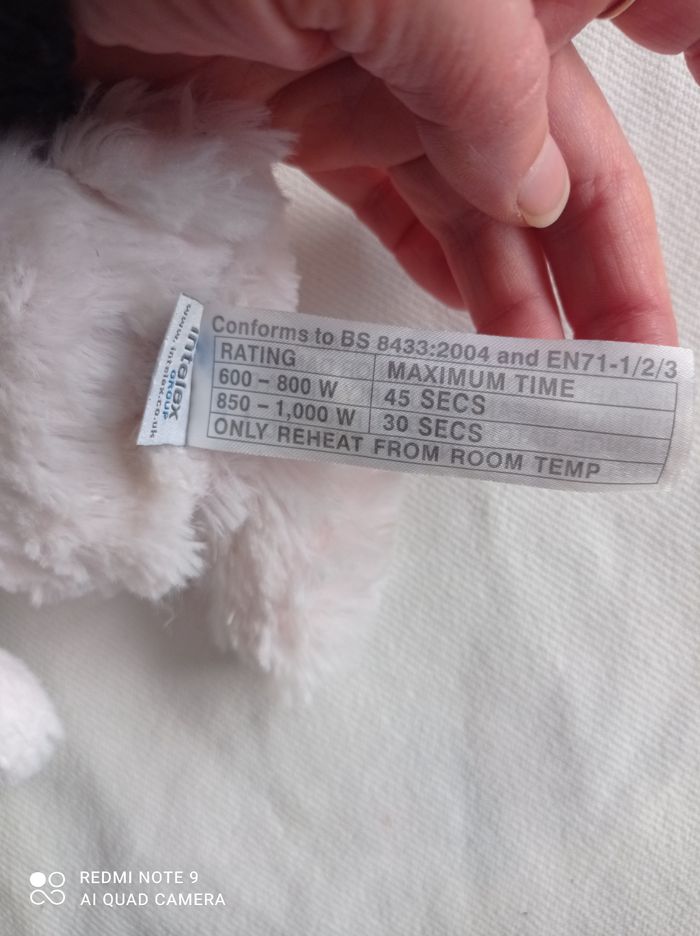 Conforms to BS 8433:2004 and EN71-1/2/3
RATING MAXIMUM TIME
600 – 800 W 45 SECS
850 – 1,000 W 30 SECS
ONLY REHEAT FROM ROOM TEMP
intelex
GROUP
www.intelex.co.uk
REDMI NOTE 9
AI QUAD CAMERA